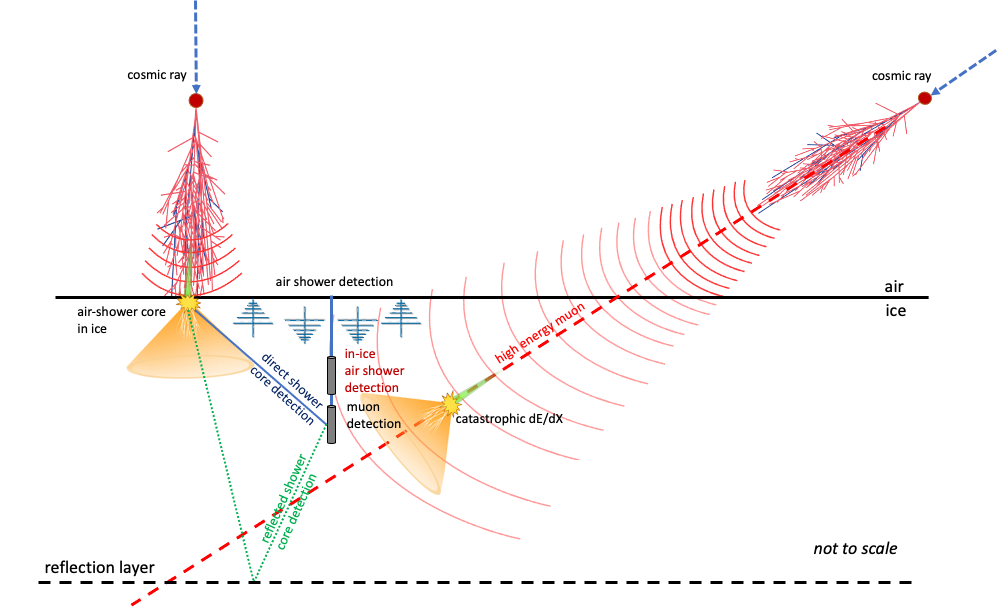 cosmic ray
cosmic ray
air shower detection
air
ice
air-shower core
in ice
high energy muon
direct shower
core detection
in-ice
air shower
detection
muon
detection
catastrophic dE/dX
reflected shower
core detection
not to scale
reflection layer